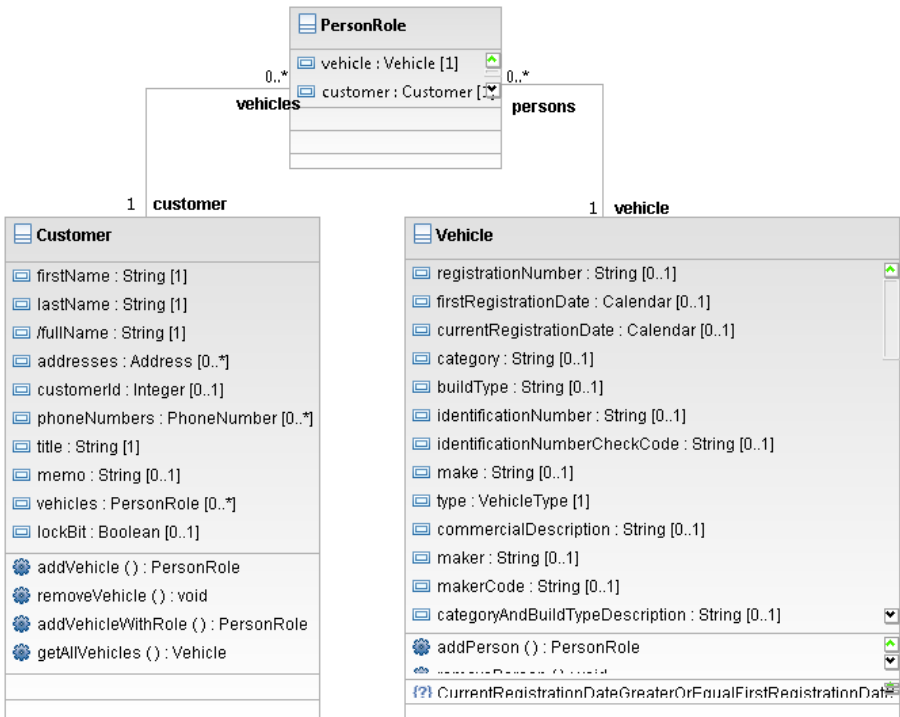 PersonRole
vehicle : Vehicle [1]
customer : Customer [1]
0..*
vehicles
0..*
persons
1 customer
1 vehicle
Customer
firstName : String [1]
lastName : String [1]
/fullName : String [1]
addresses : Address [0..*]
customerId : Integer [0..1]
phoneNumbers : PhoneNumber [0..*]
title : String [1]
memo : String [0..1]
vehicles : PersonRole [0..*]
lockBit : Boolean [0..1]
addVehicle () : PersonRole
removeVehicle () : void
addVehicleWithRole () : PersonRole
getAllVehicles () : Vehicle
Vehicle
registrationNumber : String [0..1]
firstRegistrationDate : Calendar [0..1]
currentRegistrationDate : Calendar [0..1]
category : String [0..1]
buildType : String [0..1]
identificationNumber : String [0..1]
identificationNumberCheckCode : String [0..1]
make : String [0..1]
type : VehicleType [1]
commercialDescription : String [0..1]
maker : String [0..1]
makerCode : String [0..1]
categoryAndBuildTypeDescription : String [0..1]
addPerson () : PersonRole
{?} CurrentRegistrationDateGreaterOrEqualFirstRegistrationDate